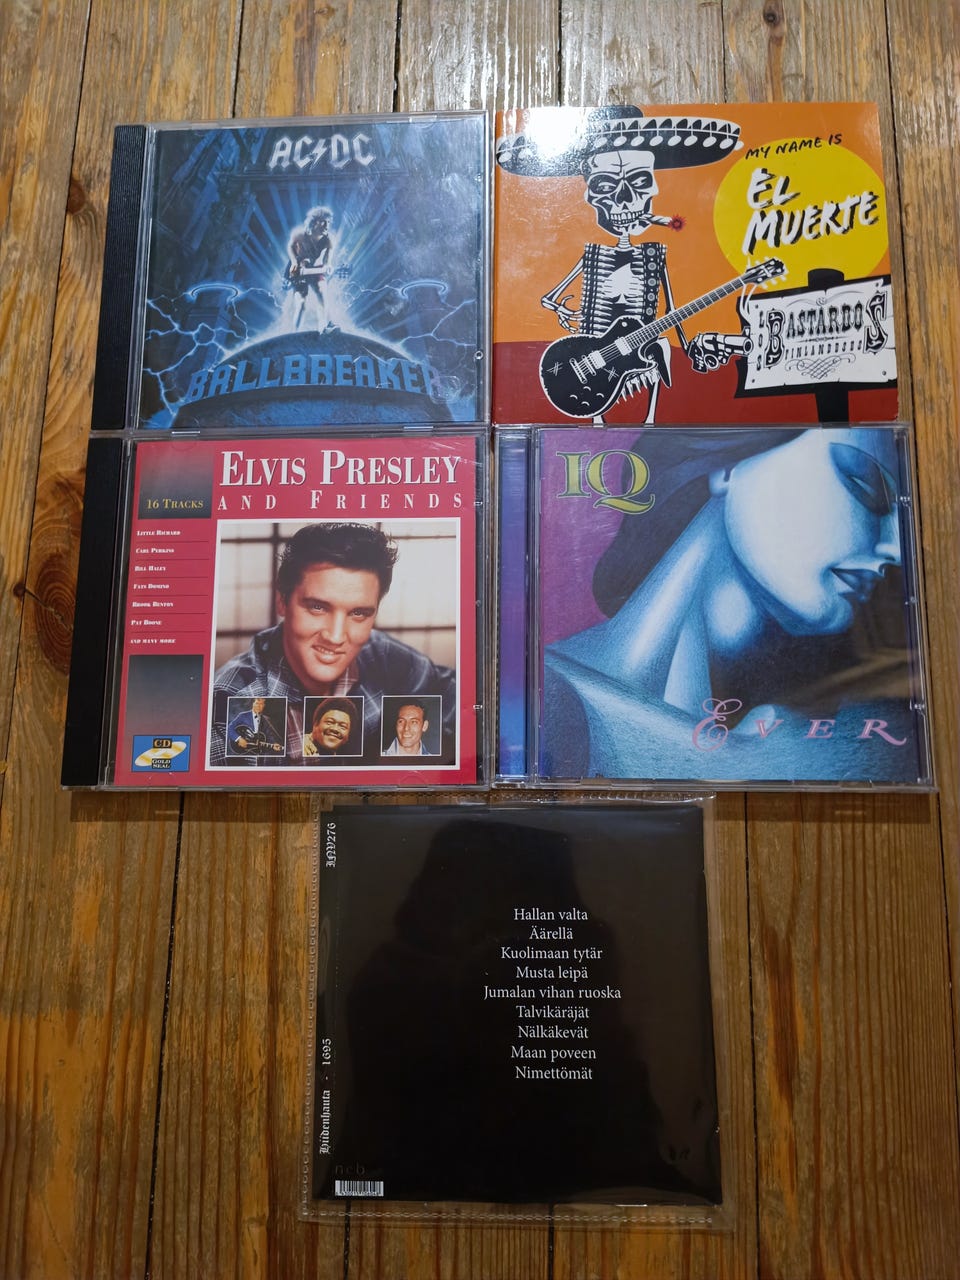 AC⚡DC
BALLBREAKER
MY NAME IS
EL
MUERTE
LOS
BASTARDOS
FINLANDESES
ELVIS PRESLEY
AND FRIENDS
16 TRACKS
LITTLE RICHARD
CARL PERKINS
BILL HALEY
FATS DOMINO
BROOK BENTON
PAT BOONE
AND MANY MORE
CD
GOLD
SEAL
IQ
EVER
Hallan valta
Äärellä
Kuolimaan tytär
Musta leipä
Jumalan vihan ruoska
Talvikäräjät
Nälkäkevät
Maan poveen
Nimettömät
Hiidenhauta - 1695
ncb